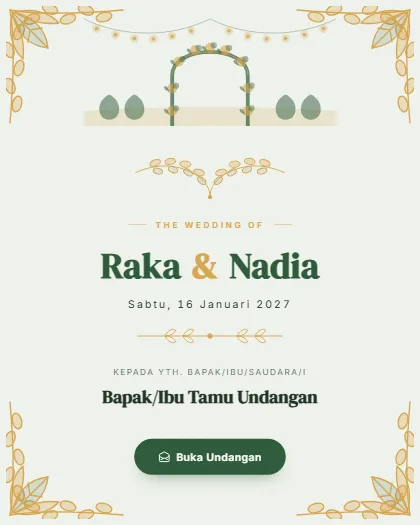 THE WEDDING OF
Raka & Nadia
Sabtu, 16 Januari 2027
KEPADA YTH. BAPAK/IBU/SAUDARA/I
Bapak/Ibu Tamu Undangan
Buka Undangan